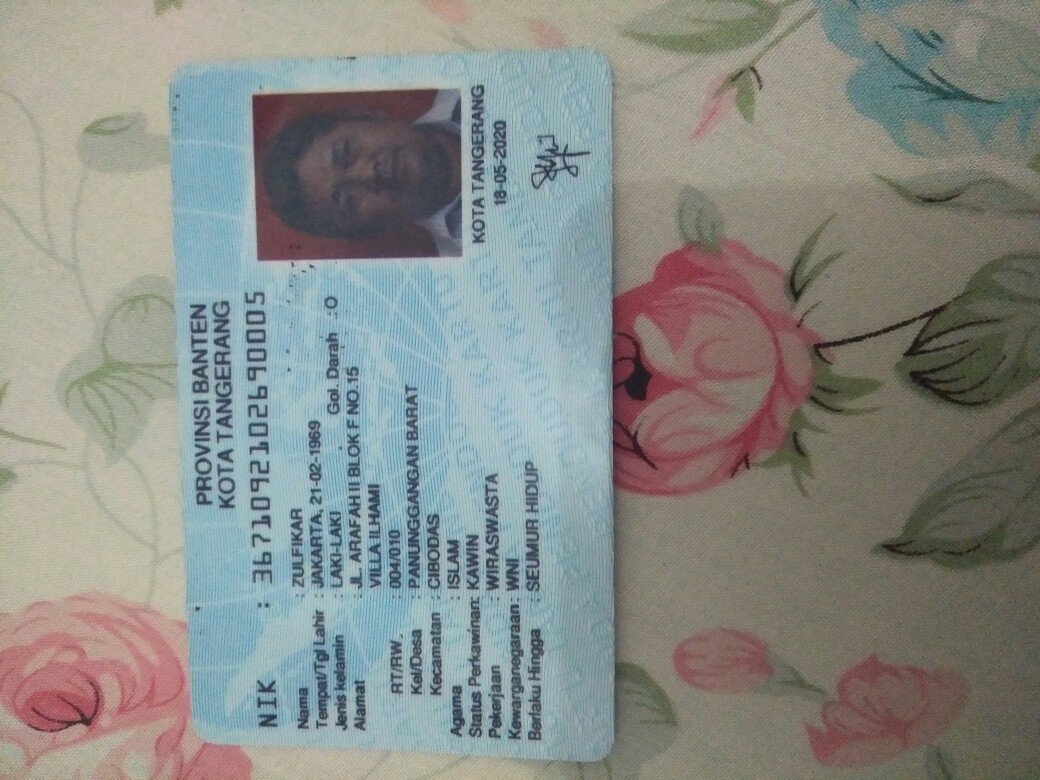 PROVINSI BANTEN
KOTA TANGERANG
NIK : 3671092102690005
Nama : ZULFIKAR
Tempat/Tgl Lahir : JAKARTA, 21-02-1969
Jenis kelamin : LAKI-LAKI Gol. Darah : O
Alamat : JL. ARAFAH II BLOK F NO.15
VILLA ILHAMI
RT/RW : 004/010
Kel/Desa : PANUNGGANGAN BARAT
Kecamatan : CIBODAS
Agama : ISLAM
Status Perkawinan: KAWIN
Pekerjaan : WIRASWASTA
Kewarganegaraan: WNI
Berlaku Hingga : SEUMUR HIDUP
KOTA TANGERANG
18-05-2020